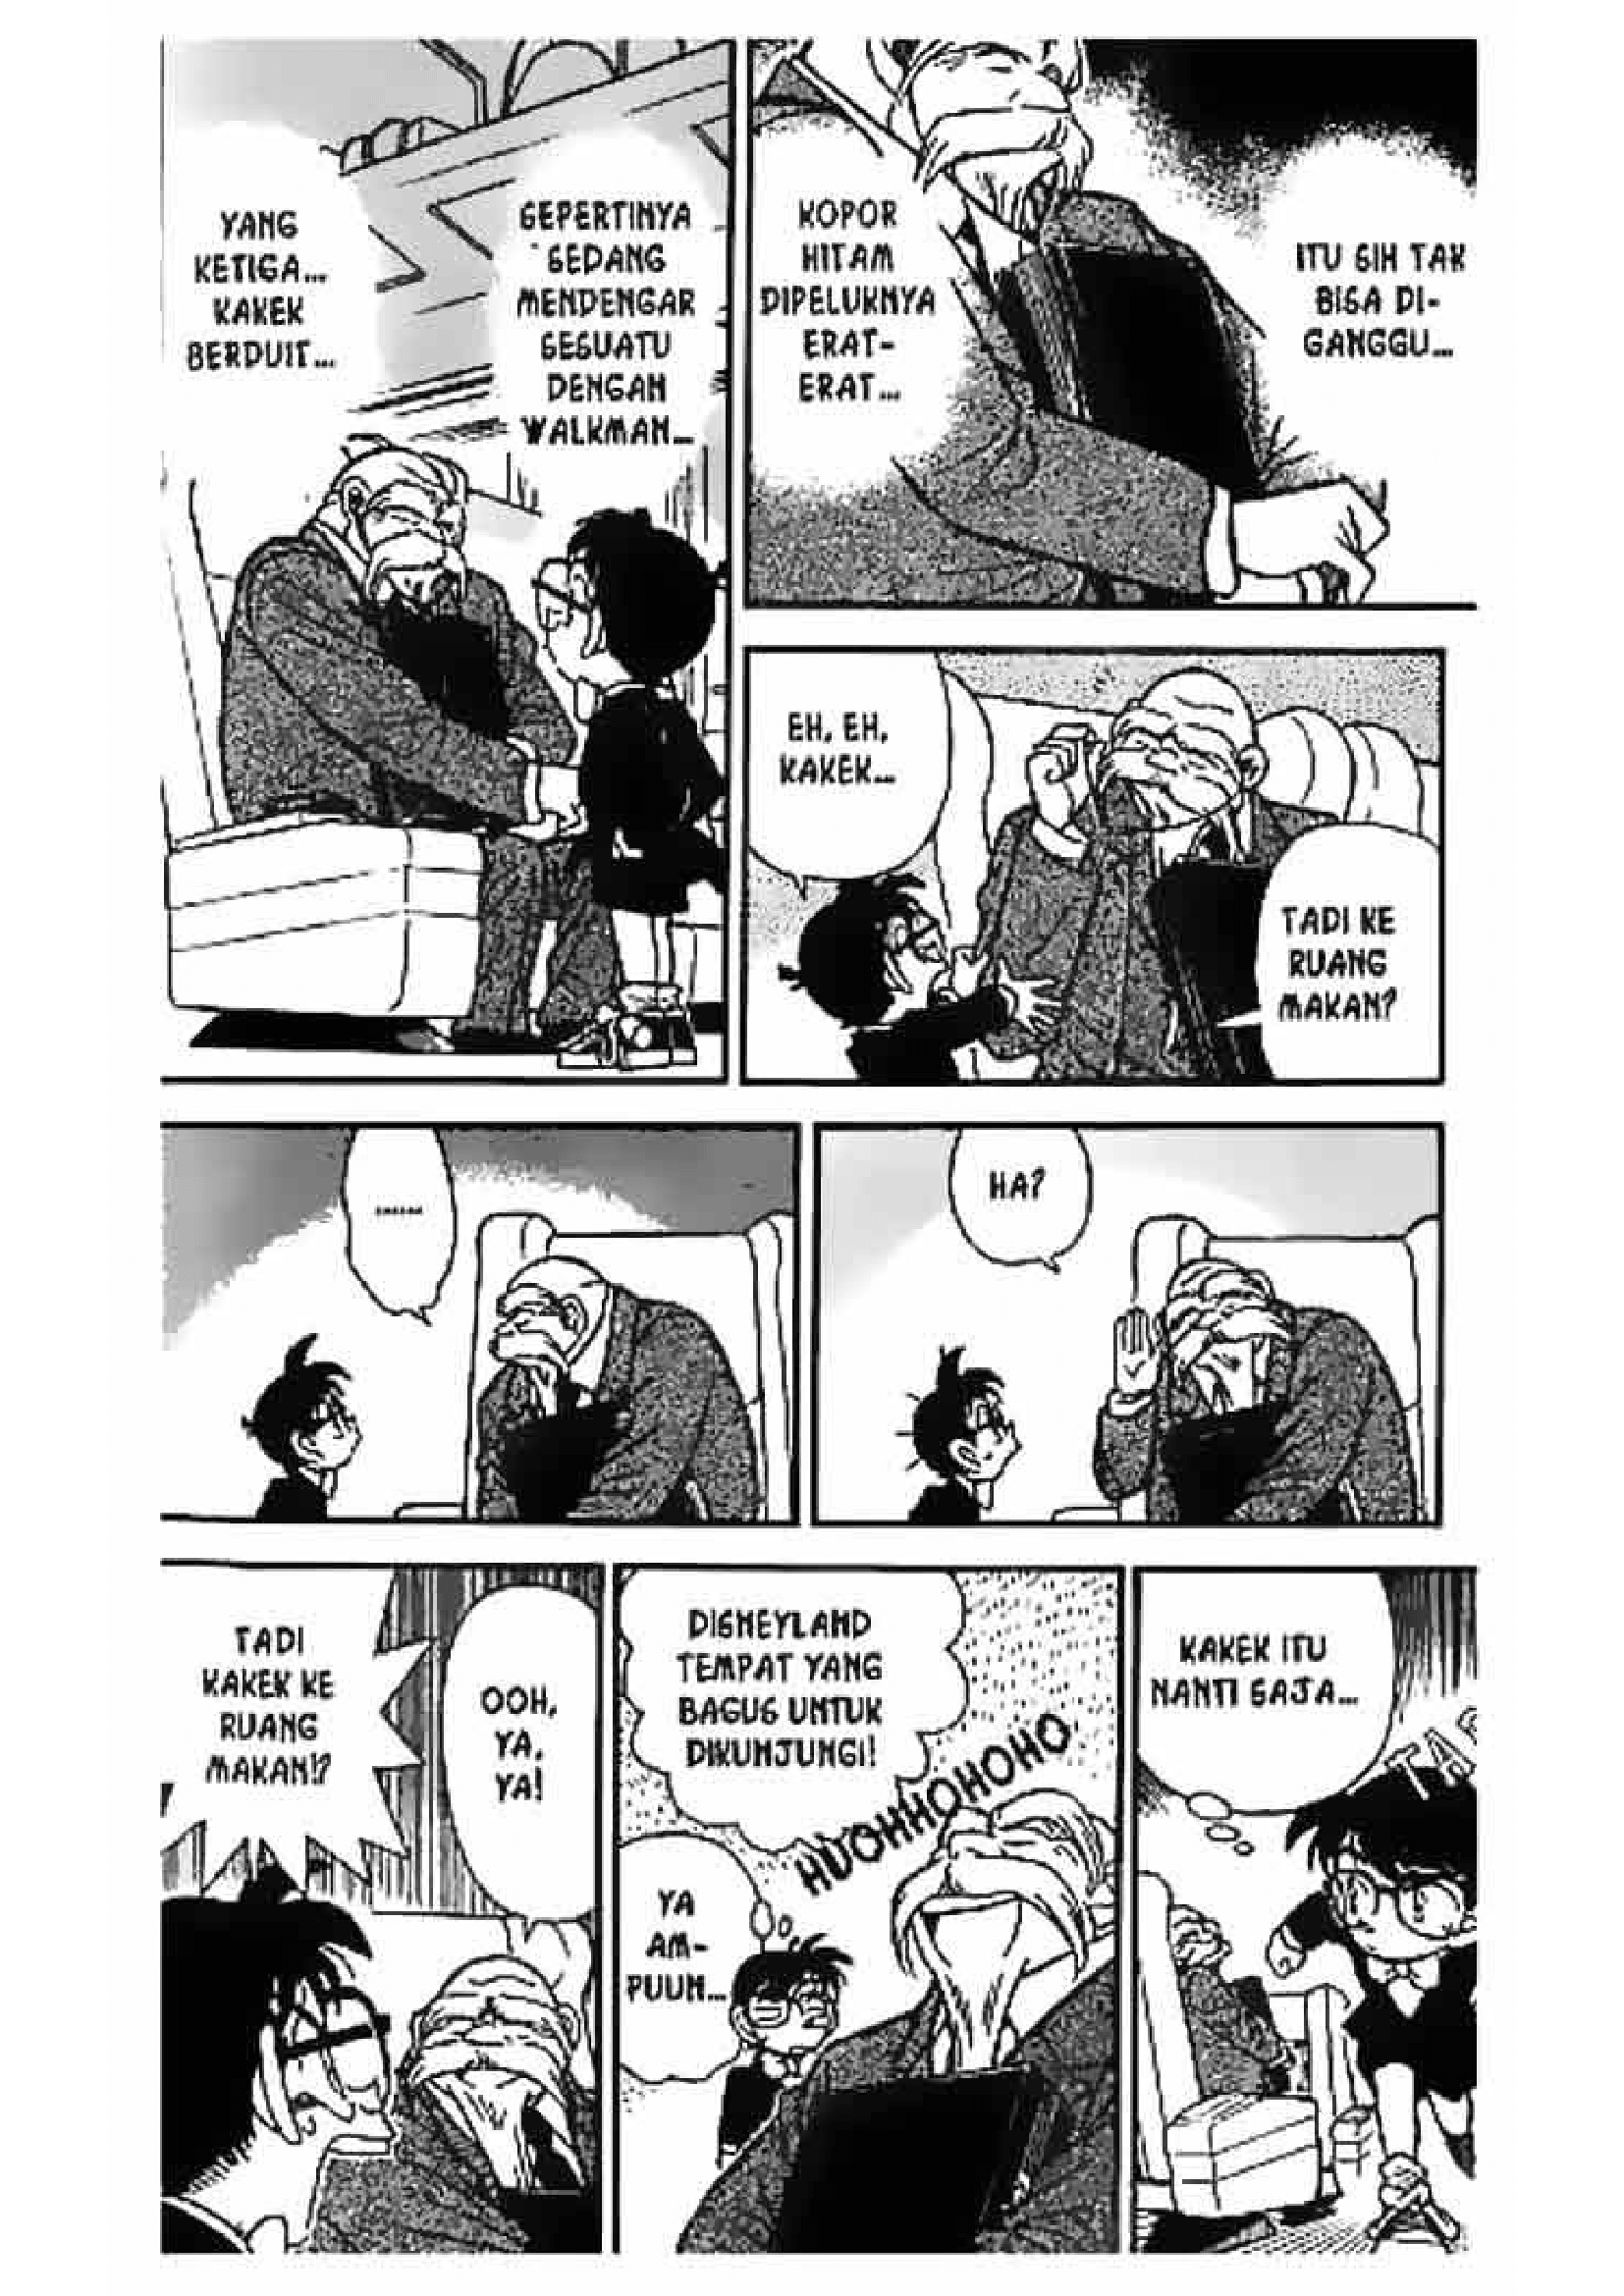 ITU SIH TAK
BISA DI-
GANGGU...
KOPOR
HITAM
DIPELUKNYA
ERAT-
ERAT...
SEPERTINYA
SEDANG
MENDENGAR
SESUATU
DENGAN
WALKMAN...
YANG
KETIGA...
KAKEK
BERDUIT...
EH, EH,
KAKEK...
TADI KE
RUANG
MAKAN?
HA?
.......
KAKEK ITU
NANTI SAJA...
DISNEYLAND
TEMPAT YANG
BAGUS UNTUK
DIKUNJUNGI!
HUOHHOHOHO
YA
AM-
PUUN...
OOH,
YA,
YA!
TADI
KAKEK KE
RUANG
MAKAN!?